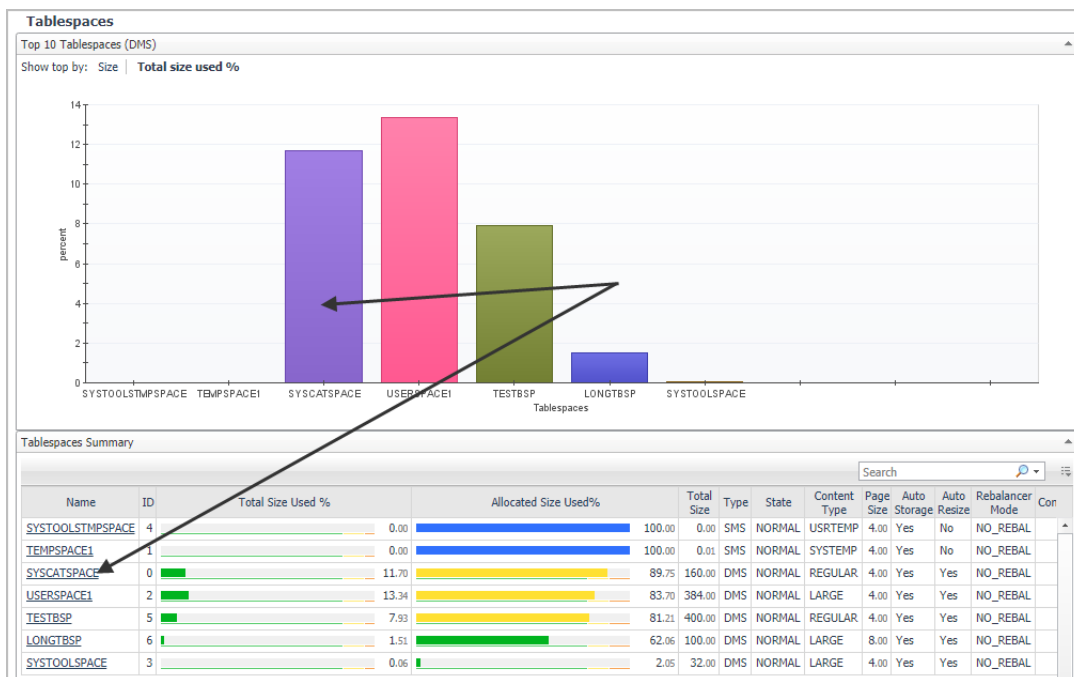 Tablespaces
Top 10 Tablespaces (DMS)
Show top by: Size | Total size used %
14
12
10
8
6
4
2
0
percent
SYSTOOLSTMPSPACE TEMPSPACE1 SYSCATSPACE USERSPACE1 TESTBSP LONGTBSP SYSTOOLSPACE
Tablespaces
Tablespaces Summary
Search
Name ID Total Size Used % Allocated Size Used% Total Size Type State Content Type Page Size Auto Storage Auto Resize Rebalancer Mode Con
SYSTOOLSTMPSPACE 4 0.00 100.00 0.00 SMS NORMAL USRTEMP 4.00 Yes No NO_REBAL
TEMPSPACE1 1 0.00 100.00 0.01 SMS NORMAL SYSTEMP 4.00 Yes No NO_REBAL
SYSCATSPACE 0 11.70 89.75 160.00 DMS NORMAL REGULAR 4.00 Yes Yes NO_REBAL
USERSPACE1 2 13.34 83.70 384.00 DMS NORMAL LARGE 4.00 Yes Yes NO_REBAL
TESTBSP 5 7.93 81.21 400.00 DMS NORMAL REGULAR 4.00 Yes Yes NO_REBAL
LONGTBSP 6 1.51 62.06 100.00 DMS NORMAL LARGE 8.00 Yes Yes NO_REBAL
SYSTOOLSPACE 3 0.06 2.05 32.00 DMS NORMAL LARGE 4.00 Yes Yes NO_REBAL